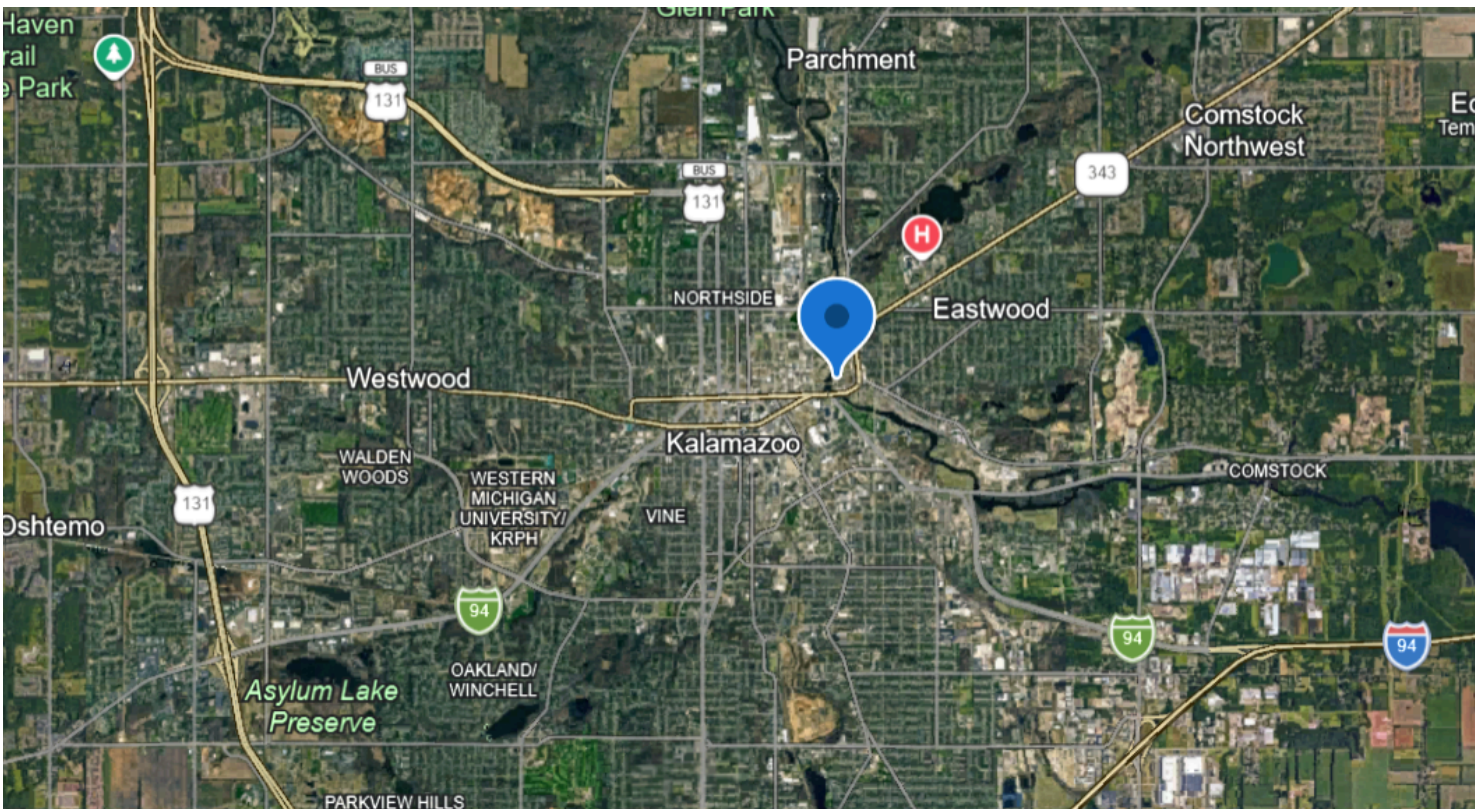 Glen Park
Haven
rail
e Park
BUS
131
Parchment
Comstock
Northwest
Ec
Tem
343
BUS
131
H
NORTHSIDE
Eastwood
Westwood
Kalamazoo
WALDEN
WOODS
WESTERN
MICHIGAN
UNIVERSITY/
KRPH
VINE
COMSTOCK
131
Oshtemo
94
94
94
OAKLAND/
WINCHELL
Asylum Lake
Preserve
PARKVIEW HILLS